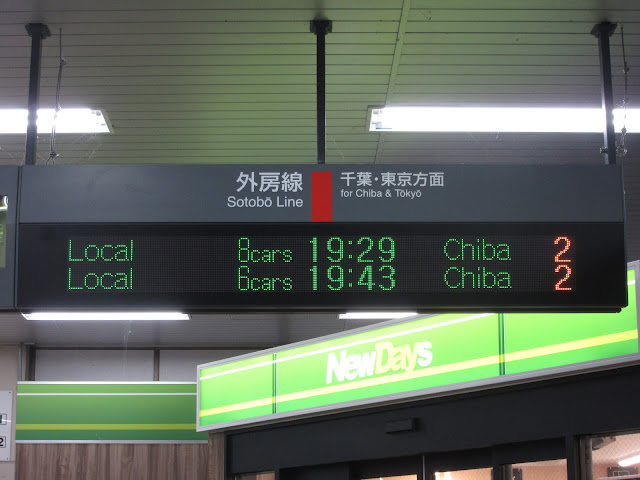 外房線 千葉・東京方面
Sotobō Line for Chiba & Tōkyō
Local 8cars 19:29 Chiba 2
Local 6cars 19:43 Chiba 2
NewDays
2